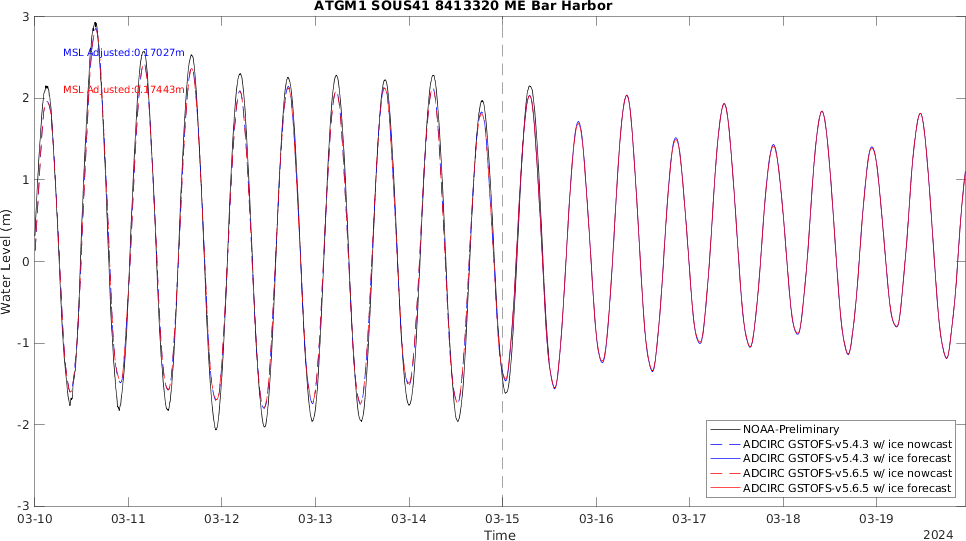 ATGM1 SOUS41 8413320 ME Bar Harbor
3
MSL Adjusted:0.17027m
MSL Adjusted:0.17443m
2
1
0
-1
-2
-3
Water Level (m)
NOAA-Preliminary
ADCIRC GSTOFS-v5.4.3 w/ ice nowcast
ADCIRC GSTOFS-v5.4.3 w/ ice forecast
ADCIRC GSTOFS-v5.6.5 w/ ice nowcast
ADCIRC GSTOFS-v5.6.5 w/ ice forecast
03-10 03-11 03-12 03-13 03-14 03-15 03-16 03-17 03-18 03-19
Time
2024